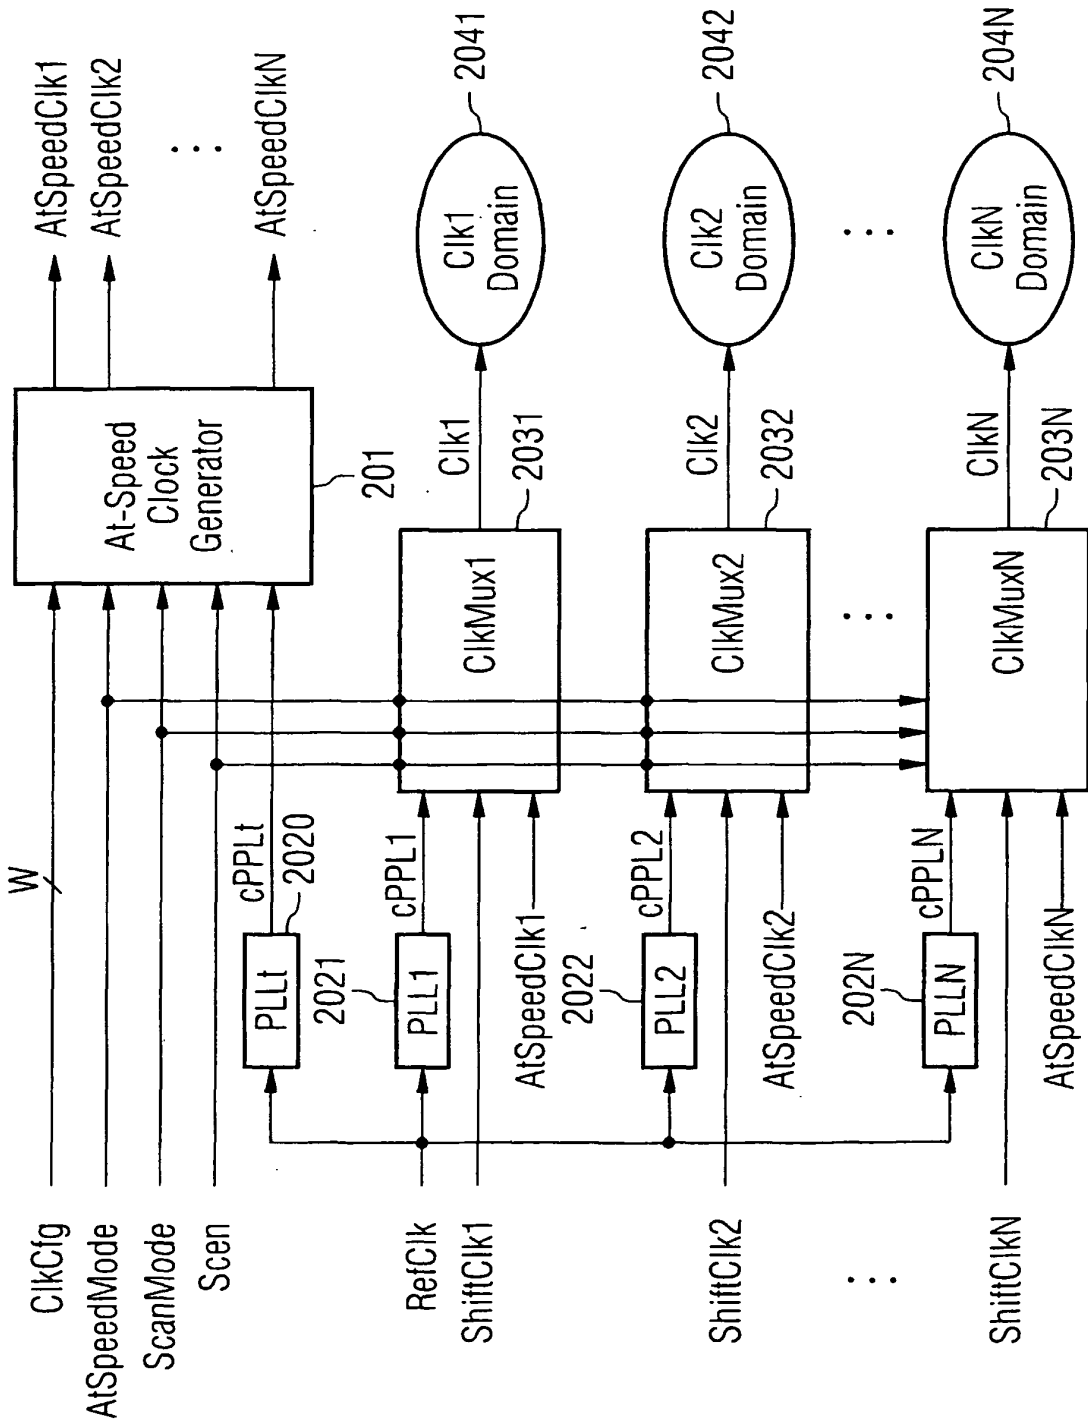 ClkCfg
AtSpeedMode
ScanMode
Scen
W
At-Speed
Clock
Generator
201
AtSpeedClk1
AtSpeedClk2
...
AtSpeedClkN
PLLt
2020
cPPLt
RefClk
ShiftClk1
2021
PLL1
cPPL1
AtSpeedClk1
ClkMux1
2031
Clk1
Clk1
Domain
2041
ShiftClk2
2022
PLL2
cPPL2
AtSpeedClk2
ClkMux2
2032
Clk2
Clk2
Domain
2042
...
...
...
ShiftClkN
202N
PLLN
cPPLN
AtSpeedClkN
ClkMuxN
203N
ClkN
ClkN
Domain
204N